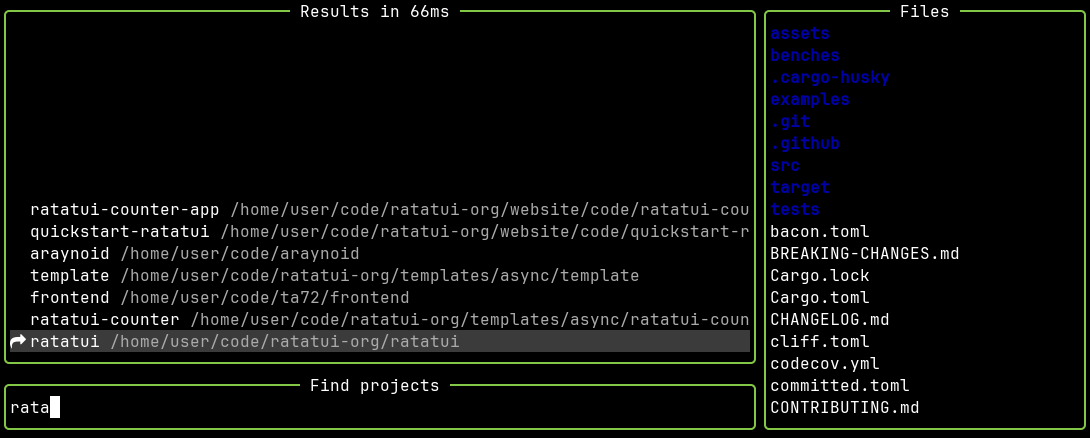 Results in 66ms
ratatui-counter-app /home/user/code/ratatui-org/website/code/ratatui-cou
quickstart-ratatui /home/user/code/ratatui-org/website/code/quickstart-r
araynoid /home/user/code/araynoid
template /home/user/code/ratatui-org/templates/async/template
frontend /home/user/code/ta72/frontend
ratatui-counter /home/user/code/ratatui-org/templates/async/ratatui-coun
ratatui /home/user/code/ratatui-org/ratatui
Find projects
rata
Files
assets
benches
.cargo-husky
examples
.git
.github
src
target
tests
bacon.toml
BREAKING-CHANGES.md
Cargo.lock
Cargo.toml
CHANGELOG.md
cliff.toml
codecov.yml
committed.toml
CONTRIBUTING.md